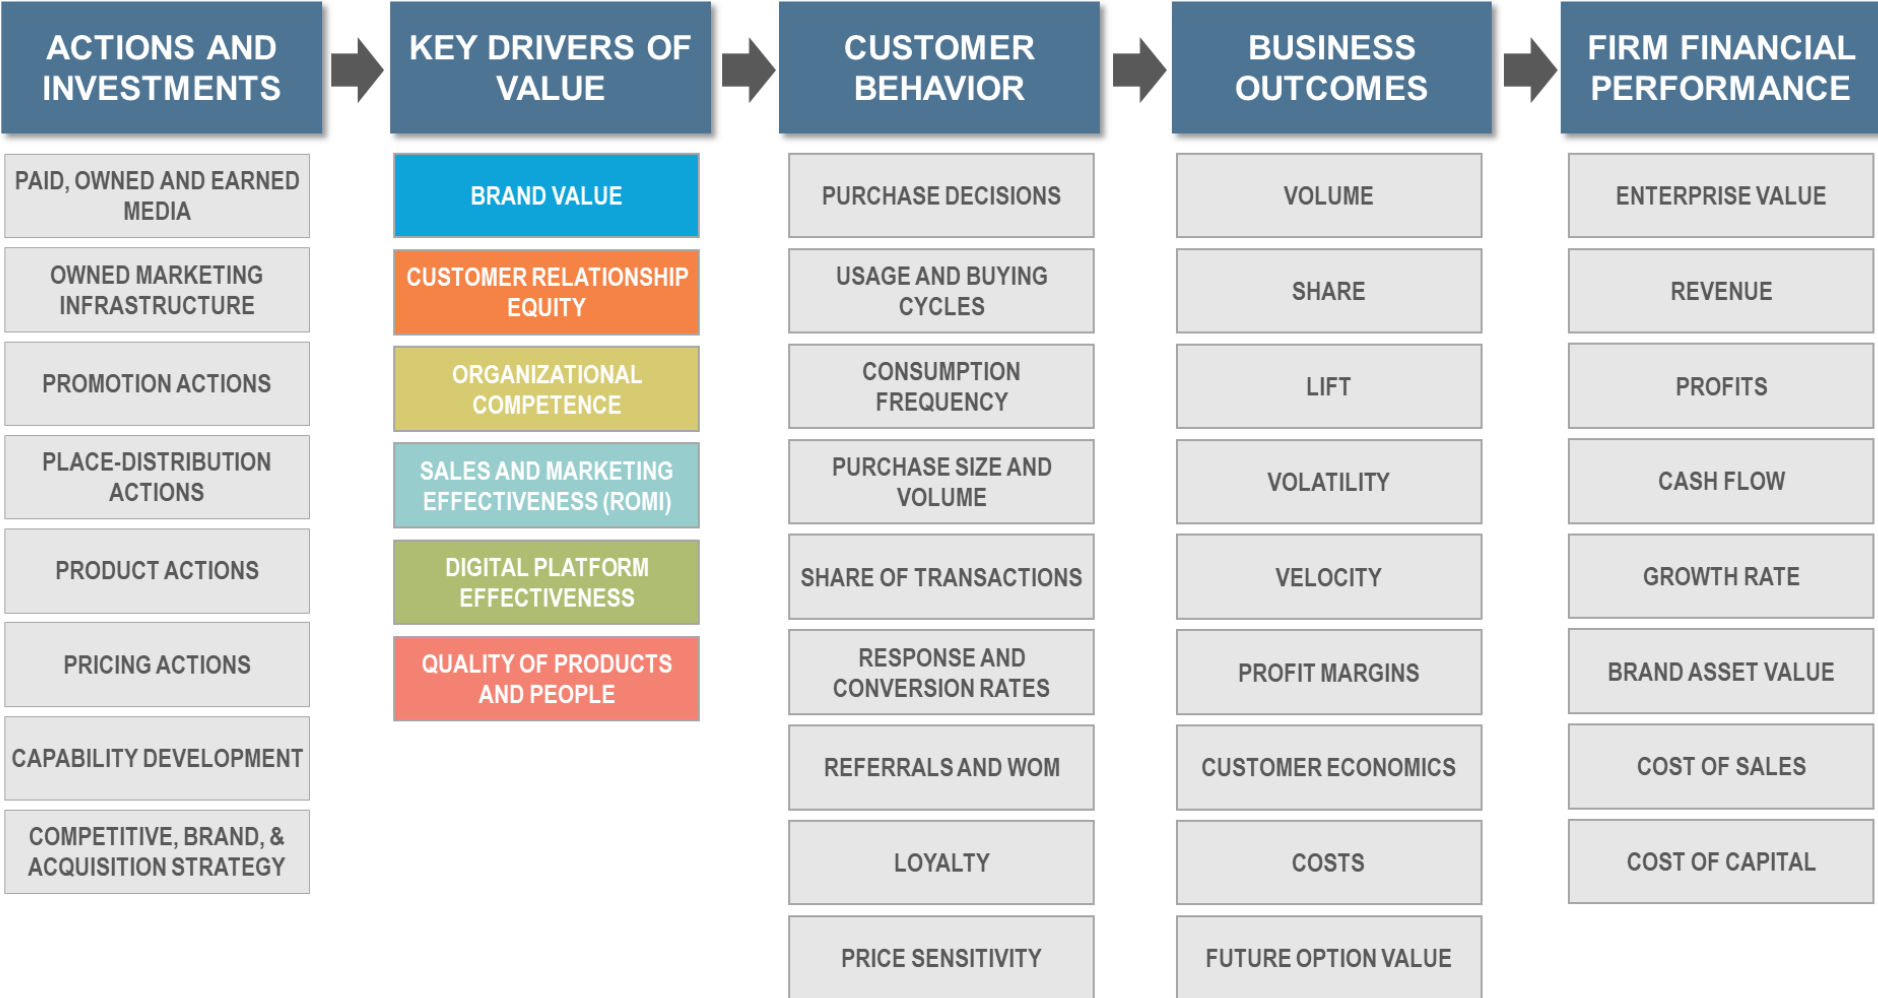 ACTIONS AND
INVESTMENTS
KEY DRIVERS OF
VALUE
CUSTOMER
BEHAVIOR
BUSINESS
OUTCOMES
FIRM FINANCIAL
PERFORMANCE
PAID, OWNED AND EARNED
MEDIA
OWNED MARKETING
INFRASTRUCTURE
PROMOTION ACTIONS
PLACE-DISTRIBUTION
ACTIONS
PRODUCT ACTIONS
PRICING ACTIONS
CAPABILITY DEVELOPMENT
COMPETITIVE, BRAND, &
ACQUISITION STRATEGY
BRAND VALUE
CUSTOMER RELATIONSHIP
EQUITY
ORGANIZATIONAL
COMPETENCE
SALES AND MARKETING
EFFECTIVENESS (ROMI)
DIGITAL PLATFORM
EFFECTIVENESS
QUALITY OF PRODUCTS
AND PEOPLE
PURCHASE DECISIONS
USAGE AND BUYING
CYCLES
CONSUMPTION
FREQUENCY
PURCHASE SIZE AND
VOLUME
SHARE OF TRANSACTIONS
RESPONSE AND
CONVERSION RATES
REFERRALS AND WOM
LOYALTY
PRICE SENSITIVITY
VOLUME
SHARE
LIFT
VOLATILITY
VELOCITY
PROFIT MARGINS
CUSTOMER ECONOMICS
COSTS
FUTURE OPTION VALUE
ENTERPRISE VALUE
REVENUE
PROFITS
CASH FLOW
GROWTH RATE
BRAND ASSET VALUE
COST OF SALES
COST OF CAPITAL